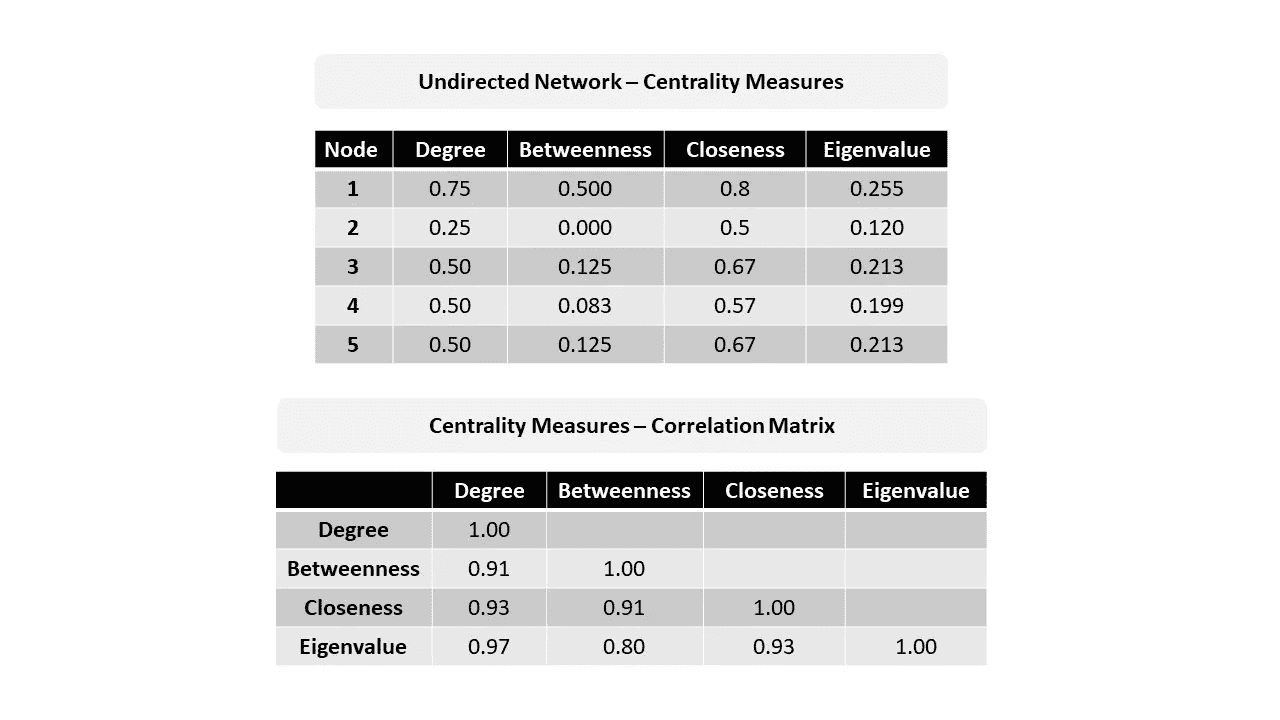 Undirected Network – Centrality Measures
Node Degree Betweenness Closeness Eigenvalue
1 0.75 0.500 0.8 0.255
2 0.25 0.000 0.5 0.120
3 0.50 0.125 0.67 0.213
4 0.50 0.083 0.57 0.199
5 0.50 0.125 0.67 0.213
Centrality Measures – Correlation Matrix
Degree Betweenness Closeness Eigenvalue
Degree 1.00
Betweenness 0.91 1.00
Closeness 0.93 0.91 1.00
Eigenvalue 0.97 0.80 0.93 1.00